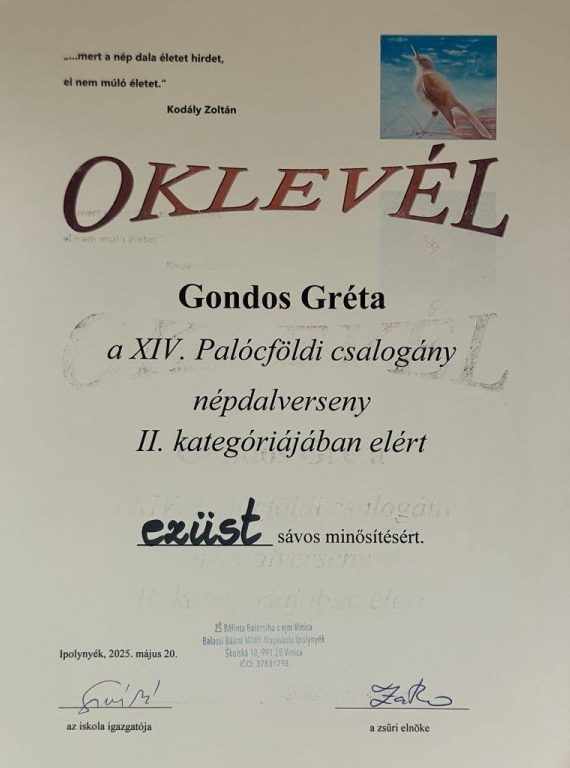 „...mert a nép dala életet hirdet,
el nem múló életet.”
Kodály Zoltán
OKLEVÉL
Gondos Gréta
a XIV. Palócföldi csalogány
népdalverseny
II. kategóriájában elért
ezüst sávos minősítésért.
ZŠ Bálinta Balassiho s vjm Vinica
Balassi Bálint MTNY Alapiskola Ipolynyék
Školská 10, 991 28 Vinica
IČO: 37831798
Ipolynyék, 2025. május 20.
az iskola igazgatója
a zsűri elnöke